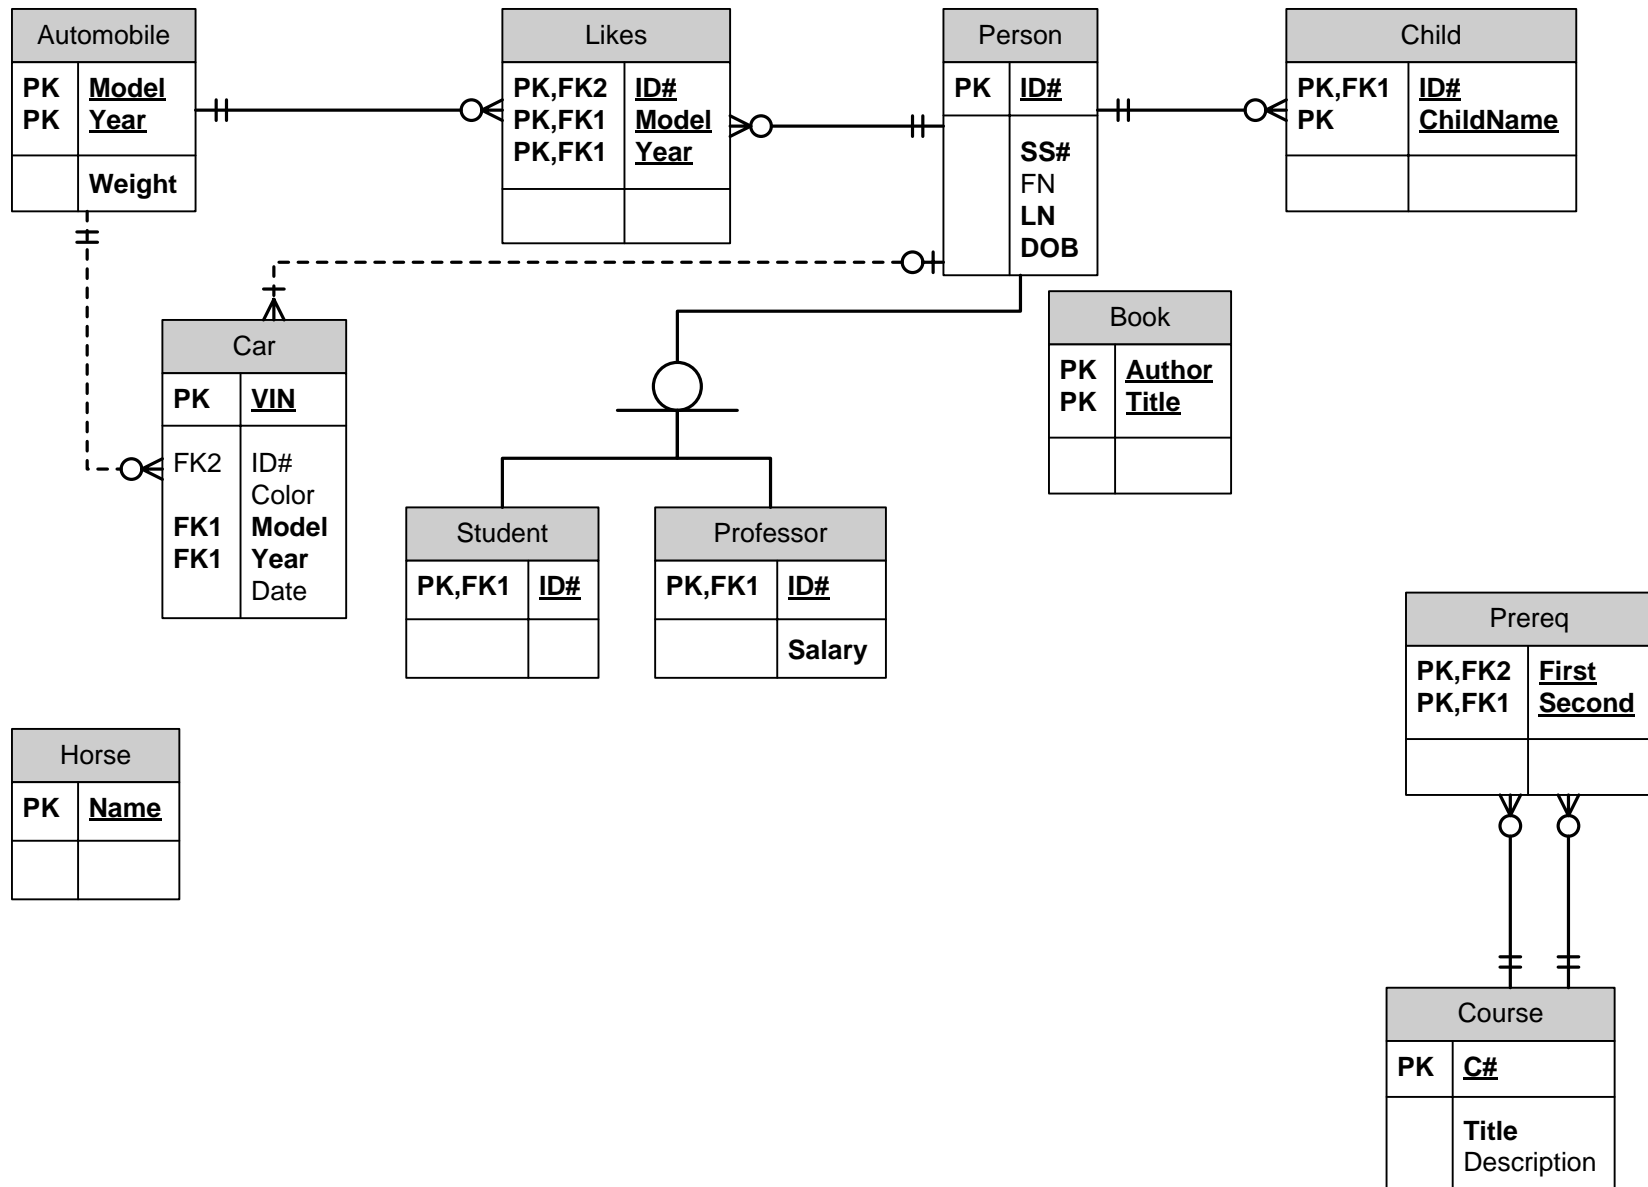 Automobile
PK Model
PK Year
Weight
Likes
PK,FK2 ID#
PK,FK1 Model
PK,FK1 Year
Person
PK ID#
SS#
FN
LN
DOB
Child
PK,FK1 ID#
PK ChildName
Car
PK VIN
FK2 ID#
Color
FK1 Model
FK1 Year
Date
Book
PK Author
PK Title
Student
PK,FK1 ID#
Professor
PK,FK1 ID#
Salary
Prereq
PK,FK2 First
PK,FK1 Second
Horse
PK Name
Course
PK C#
Title
Description